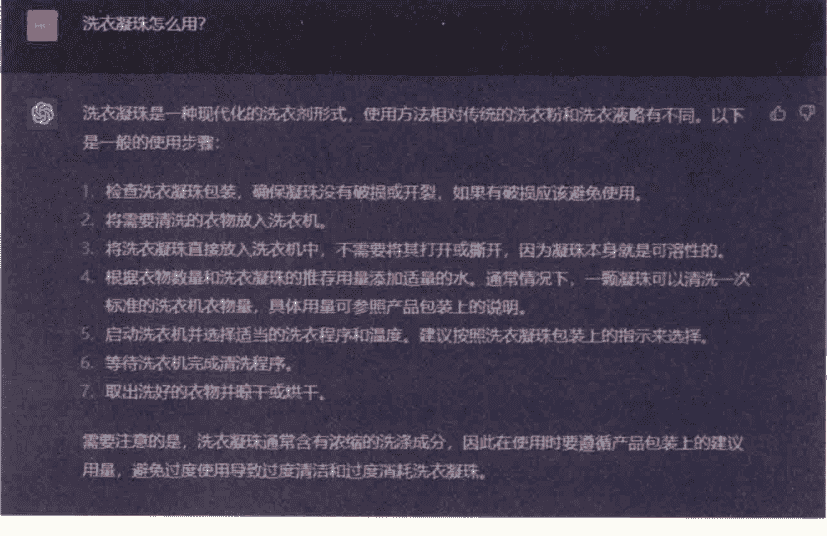 洗衣凝珠怎么用?
洗衣凝珠是一种现代化的洗衣剂形式，使用方法相对传统的洗衣粉和洗衣液略有不同。以下
是一般的使用步骤：
1. 检查洗衣凝珠包装，确保凝珠没有破损或开裂，如果有破损应该避免使用。
2. 将需要清洗的衣物放入洗衣机。
3. 将洗衣凝珠直接放入洗衣机中，不需要将其打开或撕开，因为凝珠本身就是可溶性的。
4. 根据衣物数量和洗衣凝珠的推荐用量添加适量的水。通常情况下，一颗凝珠可以清洗一次
标准的洗衣机衣物量，具体用量可参照产品包装上的说明。
5. 启动洗衣机并选择适当的洗衣程序和温度。建议按照洗衣凝珠包装上的指示来选择。
6. 等待洗衣机完成清洗程序。
7. 取出洗好的衣物并晾干或烘干。
需要注意的是，洗衣凝珠通常含有浓缩的洗涤成分，因此在使用时要遵循产品包装上的建议
用量，避免过度使用导致过度清洁和过度消耗洗衣凝珠。